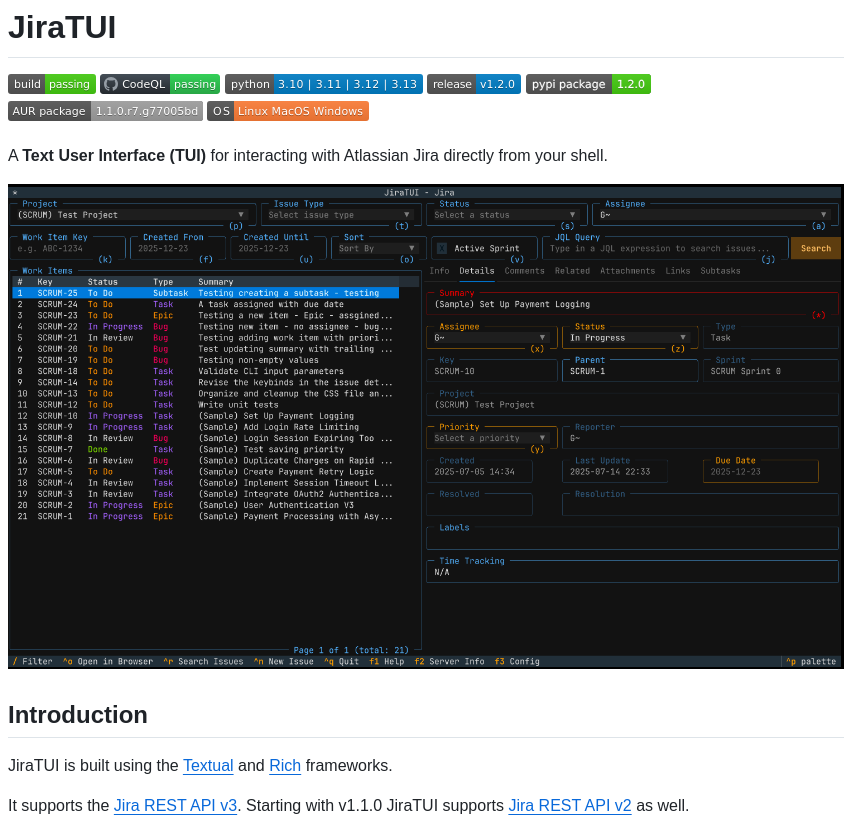 JiraTUI
build passing CodeQL passing python 3.10 | 3.11 | 3.12 | 3.13 release v1.2.0 pypi package 1.2.0
AUR package 1.1.0.r7.g77005bd OS Linux MacOS Windows
A Text User Interface (TUI) for interacting with Atlassian Jira directly from your shell.
JiraTUI - Jira
Project Issue Type Status Assignee
(SCRUM) Test Project ▼ Select issue type ▼ Select a status ▼ G~ ▼
(p) (t) (s) (a)
Work Item Key Created From Created Until Sort JQL Query
e.g. ABC-1234 2025-12-23 2025-12-23 Sort By ▼ X Active Sprint Type in a JQL expression to search issues... Search
(k) (f) (u) (o) (v) (j)
Work Items
Info Details Comments Related Attachments Links Subtasks
# Key Status Type Summary
1 SCRUM-25 To Do Subtask Testing creating a subtask - testing
2 SCRUM-24 To Do Task A task assigned with due date
3 SCRUM-23 To Do Epic Testing a new item - Epic - assgined...
4 SCRUM-22 In Progress Bug Testing new item - no assignee - bug...
5 SCRUM-21 In Review Bug Testing adding work item with priori...
6 SCRUM-20 To Do Bug Test updating summary with trailing ...
7 SCRUM-19 To Do Bug Testing non-empty values
8 SCRUM-18 To Do Task Validate CLI input parameters
9 SCRUM-14 To Do Task Revise the keybinds in the issue det...
10 SCRUM-13 To Do Task Organize and cleanup the CSS file an...
11 SCRUM-12 To Do Task Write unit tests
12 SCRUM-10 In Progress Task (Sample) Set Up Payment Logging
13 SCRUM-9 In Progress Task (Sample) Add Login Rate Limiting
14 SCRUM-8 In Review Bug (Sample) Login Session Expiring Too ...
15 SCRUM-7 Done Task (Sample) Test saving priority
16 SCRUM-6 In Review Bug (Sample) Duplicate Charges on Rapid ...
17 SCRUM-5 To Do Task (Sample) Create Payment Retry Logic
18 SCRUM-4 In Review Task (Sample) Implement Session Timeout L...
19 SCRUM-3 In Review Task (Sample) Integrate OAuth2 Authentica...
20 SCRUM-2 In Progress Epic (Sample) User Authentication V3
21 SCRUM-1 In Progress Epic (Sample) Payment Processing with Asy...
Page 1 of 1 (total: 21)
Summary
(Sample) Set Up Payment Logging
(*)
Assignee Status Type
G~ ▼ In Progress ▼ Task
(x) (z)
Key Parent Sprint
SCRUM-10 SCRUM-1 SCRUM Sprint 0
Project
(SCRUM) Test Project
Priority Reporter
Select a priority ▼ G~
(y)
Created Last Update Due Date
2025-07-05 14:34 2025-07-14 22:33 2025-12-23
Resolved Resolution
Labels
Time Tracking
N/A
/ Filter ^o Open in Browser ^r Search Issues ^n New Issue ^q Quit f1 Help f2 Server Info f3 Config ^p palette
Introduction
JiraTUI is built using the Textual and Rich frameworks.
It supports the Jira REST API v3. Starting with v1.1.0 JiraTUI supports Jira REST API v2 as well.